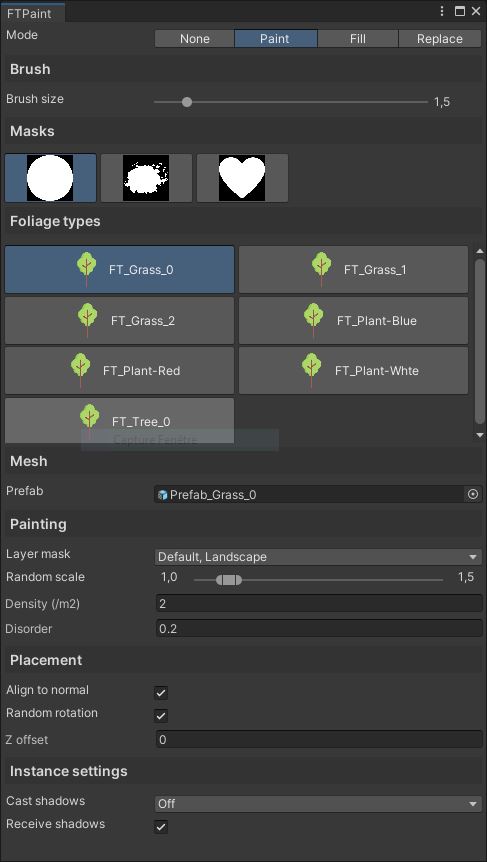 FTPaint
Mode None Paint Fill Replace
Brush
Brush size 1,5
Masks
Foliage types
FT_Grass_0 FT_Grass_1
FT_Grass_2 FT_Plant-Blue
FT_Plant-Red FT_Plant-Whte
FT_Tree_0
Capture Fenêtre
Mesh
Prefab Prefab_Grass_0
Painting
Layer mask Default, Landscape
Random scale 1,0 1,5
Density (/m2) 2
Disorder 0.2
Placement
Align to normal
Random rotation
Z offset 0
Instance settings
Cast shadows Off
Receive shadows